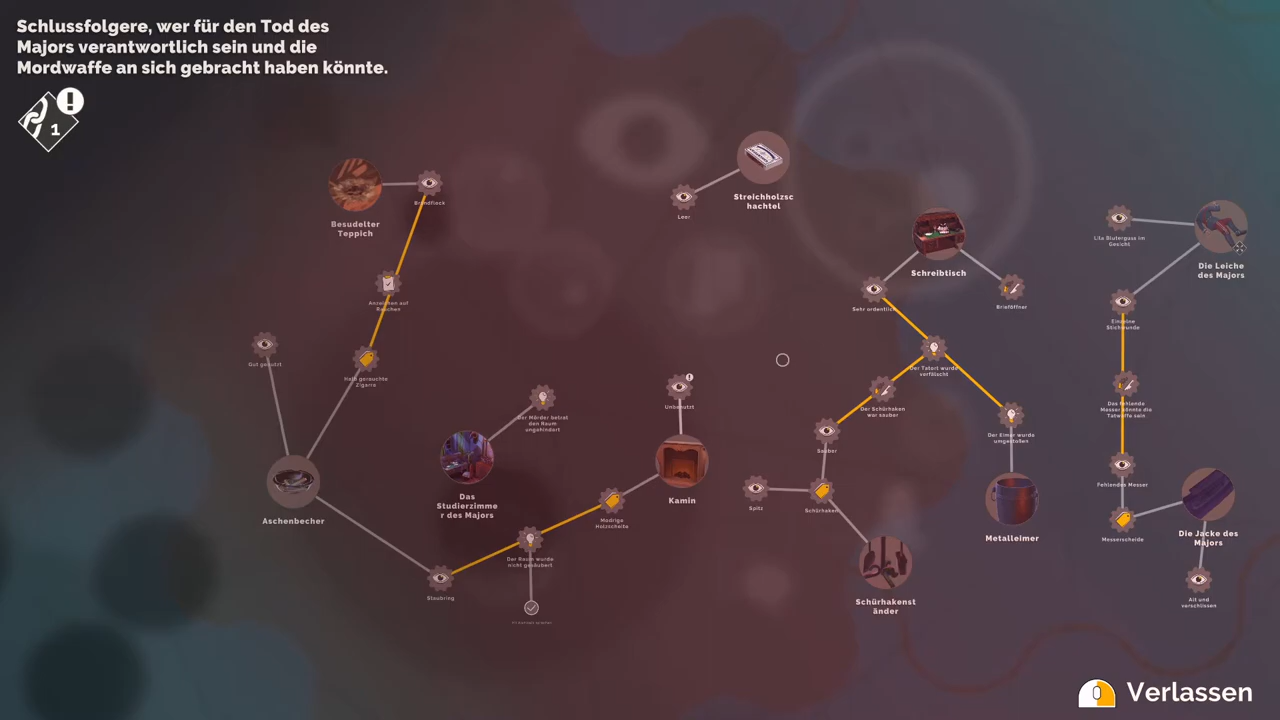 Schlussfolgere, wer für den Tod des
Majors verantwortlich sein und die
Mordwaffe an sich gebracht haben könnte.
1
Streichholzsc
hachtel
Leer
Brandfleck
Besudelter
Teppich
Lila Bluterguss im
Gesicht
Die Leiche
des Majors
Schreibtisch
Anzeichen auf
Rauchen
Sehr ordentlich
Brieföffner
Einzelne
Stichwunde
Gut genutzt
Halb gerauchte
Zigarre
Der Tatort wurde
verfälscht
Unbenutzt
Der Mörder betrat
den Raum
ungehindert
Der Schürhaken
war sauber
Das fehlende
Messer könnte die
Tatwaffe sein
Der Eimer wurde
umgestoßen
Sauber
Das
Studierzimme
r des Majors
Kamin
Fehlendes Messer
Aschenbecher
Modrige
Holzscheite
Spitz
Schürhaken
Metalleimer
Messerscheide
Die Jacke des
Majors
Der Raum wurde
nicht gesäubert
Staubring
Schürhakenst
änder
Alt und
verschlissen
Verlassen